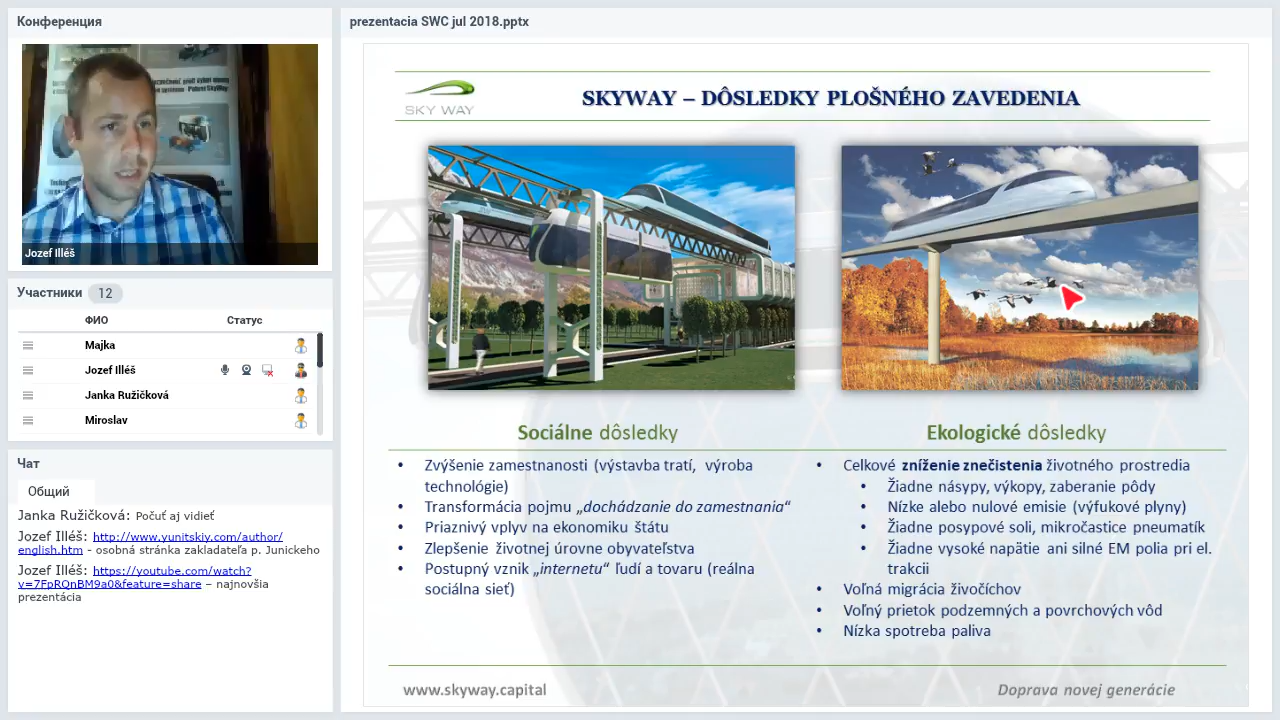 Конференция
Jozef Illéš
Участники 12
ФИО Статус
Majka
Jozef Illéš
Janka Ružičková
Miroslav
Чат
Общий
Janka Ružičková: Počuť aj vidieť
Jozef Illéš: http://www.yunitskiy.com/author/
english.htm - osobná stránka zakladateľa p. Junickeho
Jozef Illéš: https://youtube.com/watch?
v=7FpRQnBM9a0&feature=share – najnovšia
prezentácia
prezentacia SWC jul 2018.pptx
SKY WAY
SKYWAY – DÔSLEDKY PLOŠNÉHO ZAVEDENIA
Sociálne dôsledky
• Zvýšenie zamestnanosti (výstavba tratí, výroba
technológie)
• Transformácia pojmu „dochádzanie do zamestnania“
• Priaznivý vplyv na ekonomiku štátu
• Zlepšenie životnej úrovne obyvateľstva
• Postupný vznik „internetu“ ľudí a tovaru (reálna
sociálna sieť)
Ekologické dôsledky
• Celkové zníženie znečistenia životného prostredia
• Žiadne násypy, výkopy, zaberanie pôdy
• Nízke alebo nulové emisie (výfukové plyny)
• Žiadne posypové soli, mikročastice pneumatík
• Žiadne vysoké napätie ani silné EM polia pri el.
trakcii
• Voľná migrácia živočíchov
• Voľný prietok podzemných a povrchových vôd
• Nízka spotreba paliva
www.skyway.capital
Doprava novej generácie